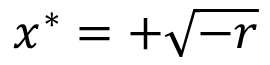 x* = +√−r